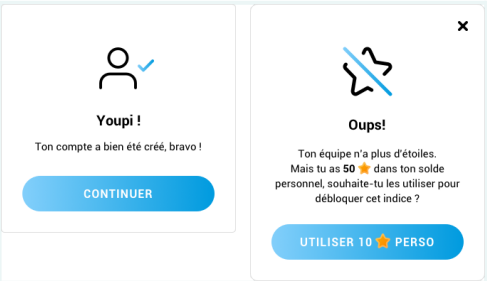 Youpi !
Ton compte a bien été créé, bravo !
CONTINUER
Oups!
Ton équipe n'a plus d'étoiles.
Mais tu as 50 ⭐ dans ton solde
personnel, souhaite-tu les utiliser pour
débloquer cet indice ?
UTILISER 10 ⭐ PERSO